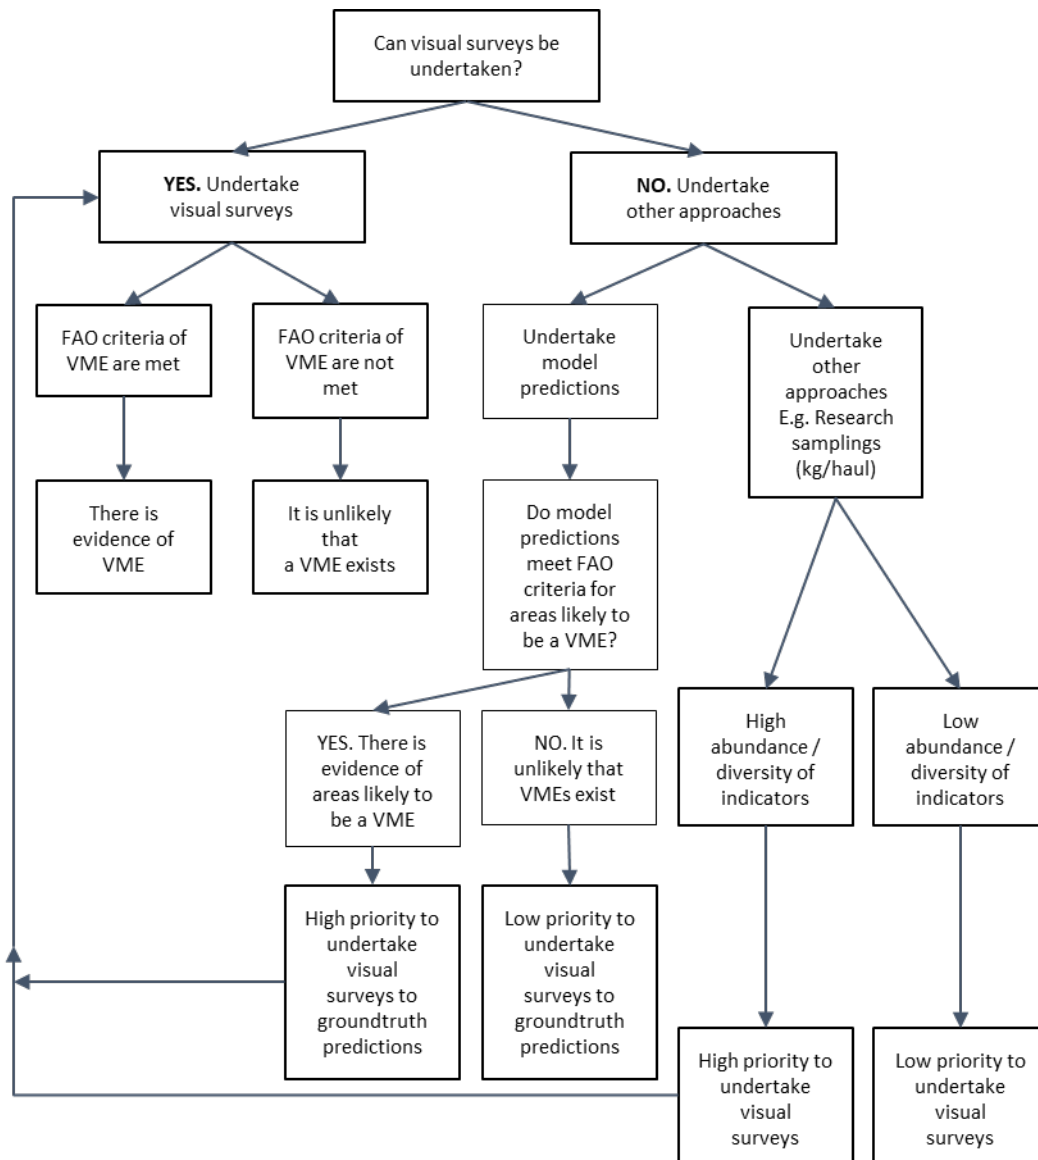 Can visual surveys be
undertaken?
YES. Undertake
visual surveys
NO. Undertake
other approaches
FAO criteria of
VME are met
FAO criteria of
VME are not
met
Undertake
model
predictions
Undertake
other
approaches
E.g. Research
samplings
(kg/haul)
There is
evidence of
VME
It is unlikely
that
a VME exists
Do model
predictions
meet FAO
criteria for
areas likely to
be a VME?
YES. There is
evidence of
areas likely to
be a VME
NO. It is
unlikely that
VMEs exist
High
abundance /
diversity of
indicators
Low
abundance /
diversity of
indicators
High priority to
undertake
visual
surveys to
groundtruth
predictions
Low priority to
undertake
visual
surveys to
groundtruth
predictions
High priority to
undertake
visual
surveys
Low priority to
undertake
visual
surveys